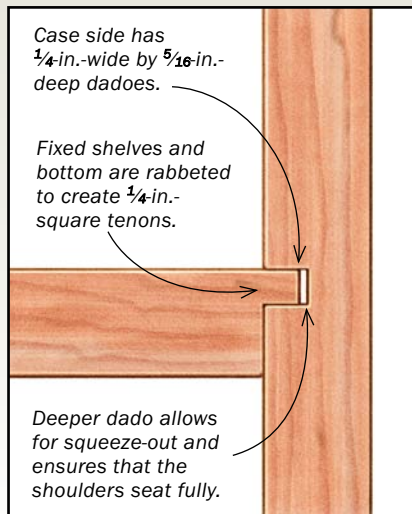 Case side has
1⁄4-in.-wide by 5⁄16-in.-
deep dadoes.
Fixed shelves and
bottom are rabbeted
to create 1⁄4-in.-
square tenons.
Deeper dado allows
for squeeze-out and
ensures that the
shoulders seat fully.